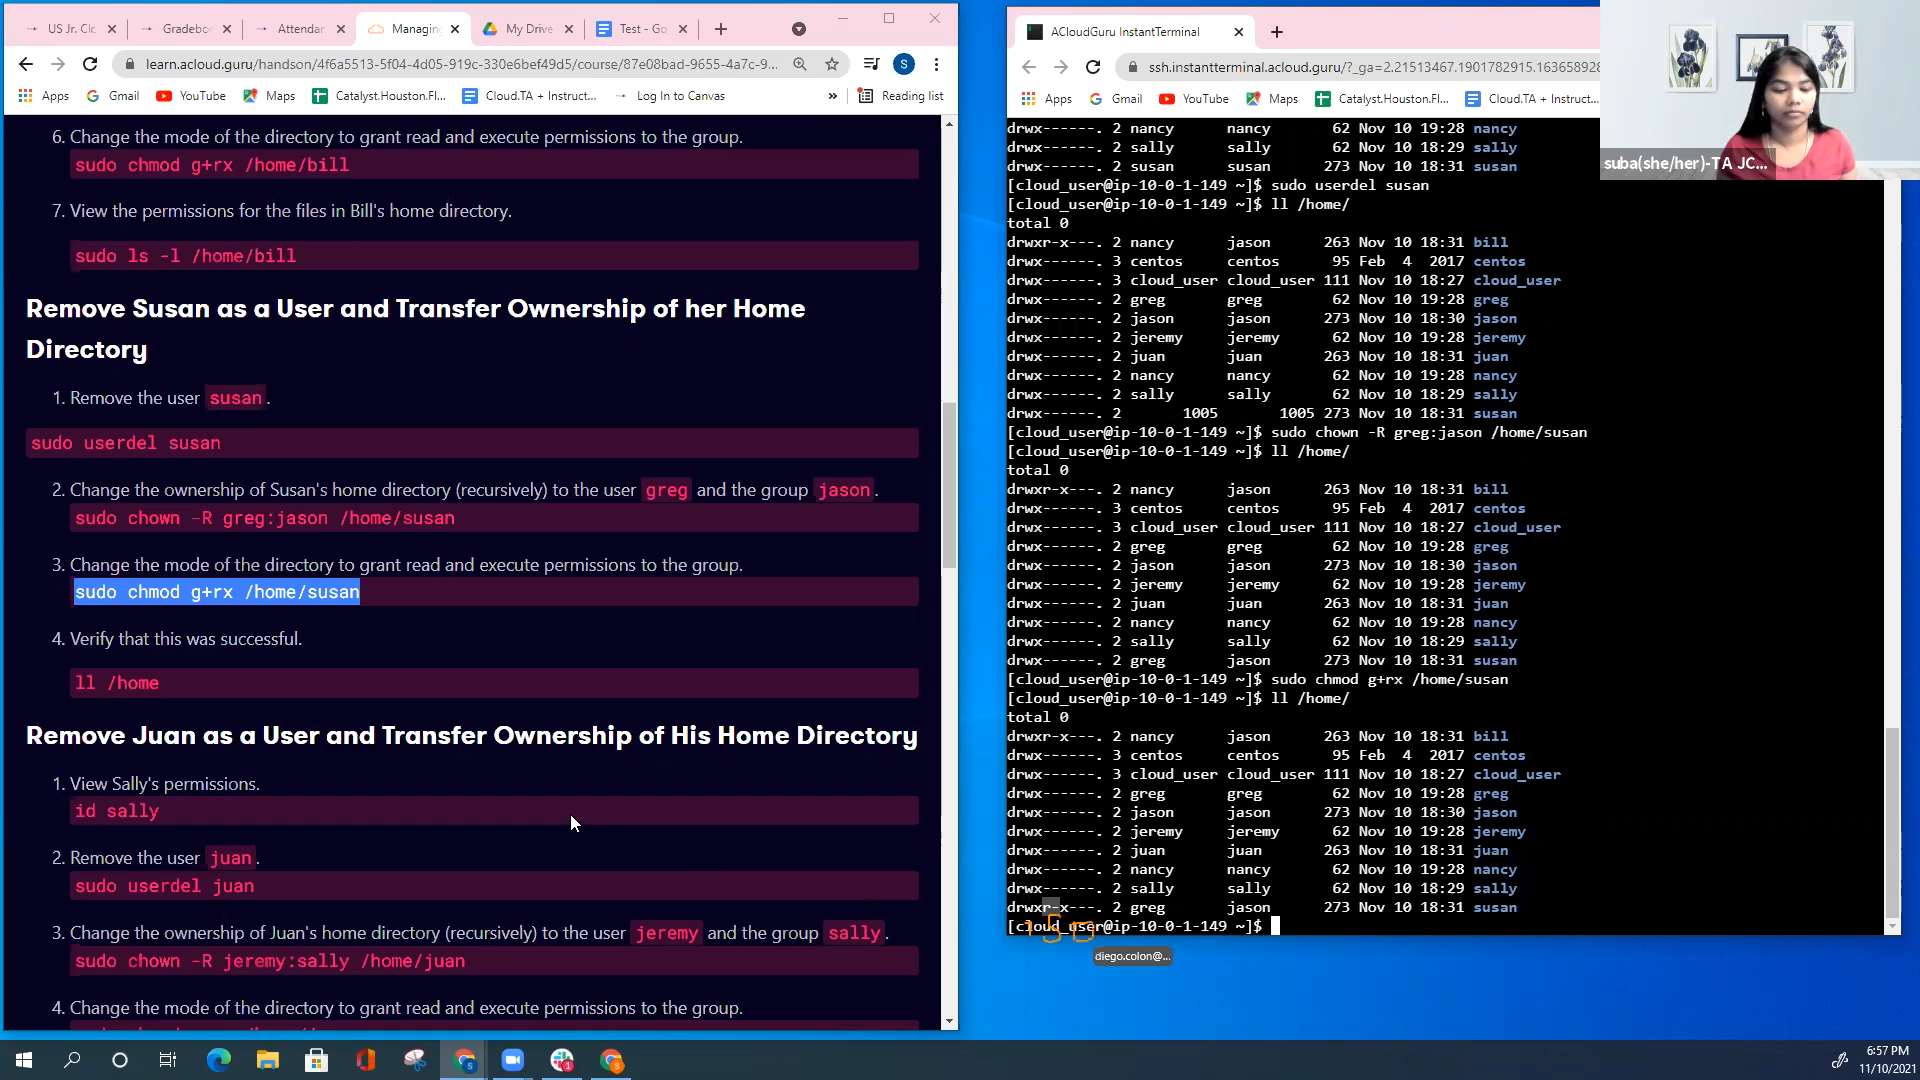 US Jr. Clc
Gradeboo
Attendan
Managing
My Drive
Test - Go
learn.acloud.guru/handson/4f6a5513-5f04-4d05-919c-330e6bef49d5/course/87e08bad-9655-4a7c-9...
S
Apps
Gmail
YouTube
Maps
Catalyst.Houston.Fl...
Cloud.TA + Instruct...
Log In to Canvas
»
Reading list
6. Change the mode of the directory to grant read and execute permissions to the group.
sudo chmod g+rx /home/bill
7. View the permissions for the files in Bill's home directory.
sudo ls -l /home/bill
Remove Susan as a User and Transfer Ownership of her Home
Directory
1. Remove the user susan.
sudo userdel susan
2. Change the ownership of Susan's home directory (recursively) to the user greg and the group jason.
sudo chown -R greg:jason /home/susan
3. Change the mode of the directory to grant read and execute permissions to the group.
sudo chmod g+rx /home/susan
4. Verify that this was successful.
ll /home
Remove Juan as a User and Transfer Ownership of His Home Directory
1. View Sally's permissions.
id sally
2. Remove the user juan.
sudo userdel juan
3. Change the ownership of Juan's home directory (recursively) to the user jeremy and the group sally.
sudo chown -R jeremy:sally /home/juan
4. Change the mode of the directory to grant read and execute permissions to the group.
ACloudGuru InstantTerminal
ssh.instantterminal.acloud.guru/?_ga=2.21513467.1901782915.163658928
Apps
Gmail
YouTube
Maps
Catalyst.Houston.Fl...
Cloud.TA + Instruct...
suba(she/her)-TA JC...
drwx------. 2 nancy nancy 62 Nov 10 19:28 nancy
drwx------. 2 sally sally 62 Nov 10 18:29 sally
drwx------. 2 susan susan 273 Nov 10 18:31 susan
[cloud_user@ip-10-0-1-149 ~]$ sudo userdel susan
[cloud_user@ip-10-0-1-149 ~]$ ll /home/
total 0
drwxr-x---. 2 nancy jason 263 Nov 10 18:31 bill
drwx------. 3 centos centos 95 Feb 4 2017 centos
drwx------. 3 cloud_user cloud_user 111 Nov 10 18:27 cloud_user
drwx------. 2 greg greg 62 Nov 10 19:28 greg
drwx------. 2 jason jason 273 Nov 10 18:30 jason
drwx------. 2 jeremy jeremy 62 Nov 10 19:28 jeremy
drwx------. 2 juan juan 263 Nov 10 18:31 juan
drwx------. 2 nancy nancy 62 Nov 10 19:28 nancy
drwx------. 2 sally sally 62 Nov 10 18:29 sally
drwx------. 2 1005 1005 273 Nov 10 18:31 susan
[cloud_user@ip-10-0-1-149 ~]$ sudo chown -R greg:jason /home/susan
[cloud_user@ip-10-0-1-149 ~]$ ll /home/
total 0
drwxr-x---. 2 nancy jason 263 Nov 10 18:31 bill
drwx------. 3 centos centos 95 Feb 4 2017 centos
drwx------. 3 cloud_user cloud_user 111 Nov 10 18:27 cloud_user
drwx------. 2 greg greg 62 Nov 10 19:28 greg
drwx------. 2 jason jason 273 Nov 10 18:30 jason
drwx------. 2 jeremy jeremy 62 Nov 10 19:28 jeremy
drwx------. 2 juan juan 263 Nov 10 18:31 juan
drwx------. 2 nancy nancy 62 Nov 10 19:28 nancy
drwx------. 2 sally sally 62 Nov 10 18:29 sally
drwx------. 2 greg jason 273 Nov 10 18:31 susan
[cloud_user@ip-10-0-1-149 ~]$ sudo chmod g+rx /home/susan
[cloud_user@ip-10-0-1-149 ~]$ ll /home/
total 0
drwxr-x---. 2 nancy jason 263 Nov 10 18:31 bill
drwx------. 3 centos centos 95 Feb 4 2017 centos
drwx------. 3 cloud_user cloud_user 111 Nov 10 18:27 cloud_user
drwx------. 2 greg greg 62 Nov 10 19:28 greg
drwx------. 2 jason jason 273 Nov 10 18:30 jason
drwx------. 2 jeremy jeremy 62 Nov 10 19:28 jeremy
drwx------. 2 juan juan 263 Nov 10 18:31 juan
drwx------. 2 nancy nancy 62 Nov 10 19:28 nancy
drwx------. 2 sally sally 62 Nov 10 18:29 sally
drwxr-x---. 2 greg jason 273 Nov 10 18:31 susan
[cloud_user@ip-10-0-1-149 ~]$
diego.colon@...
6:57 PM
11/10/2021